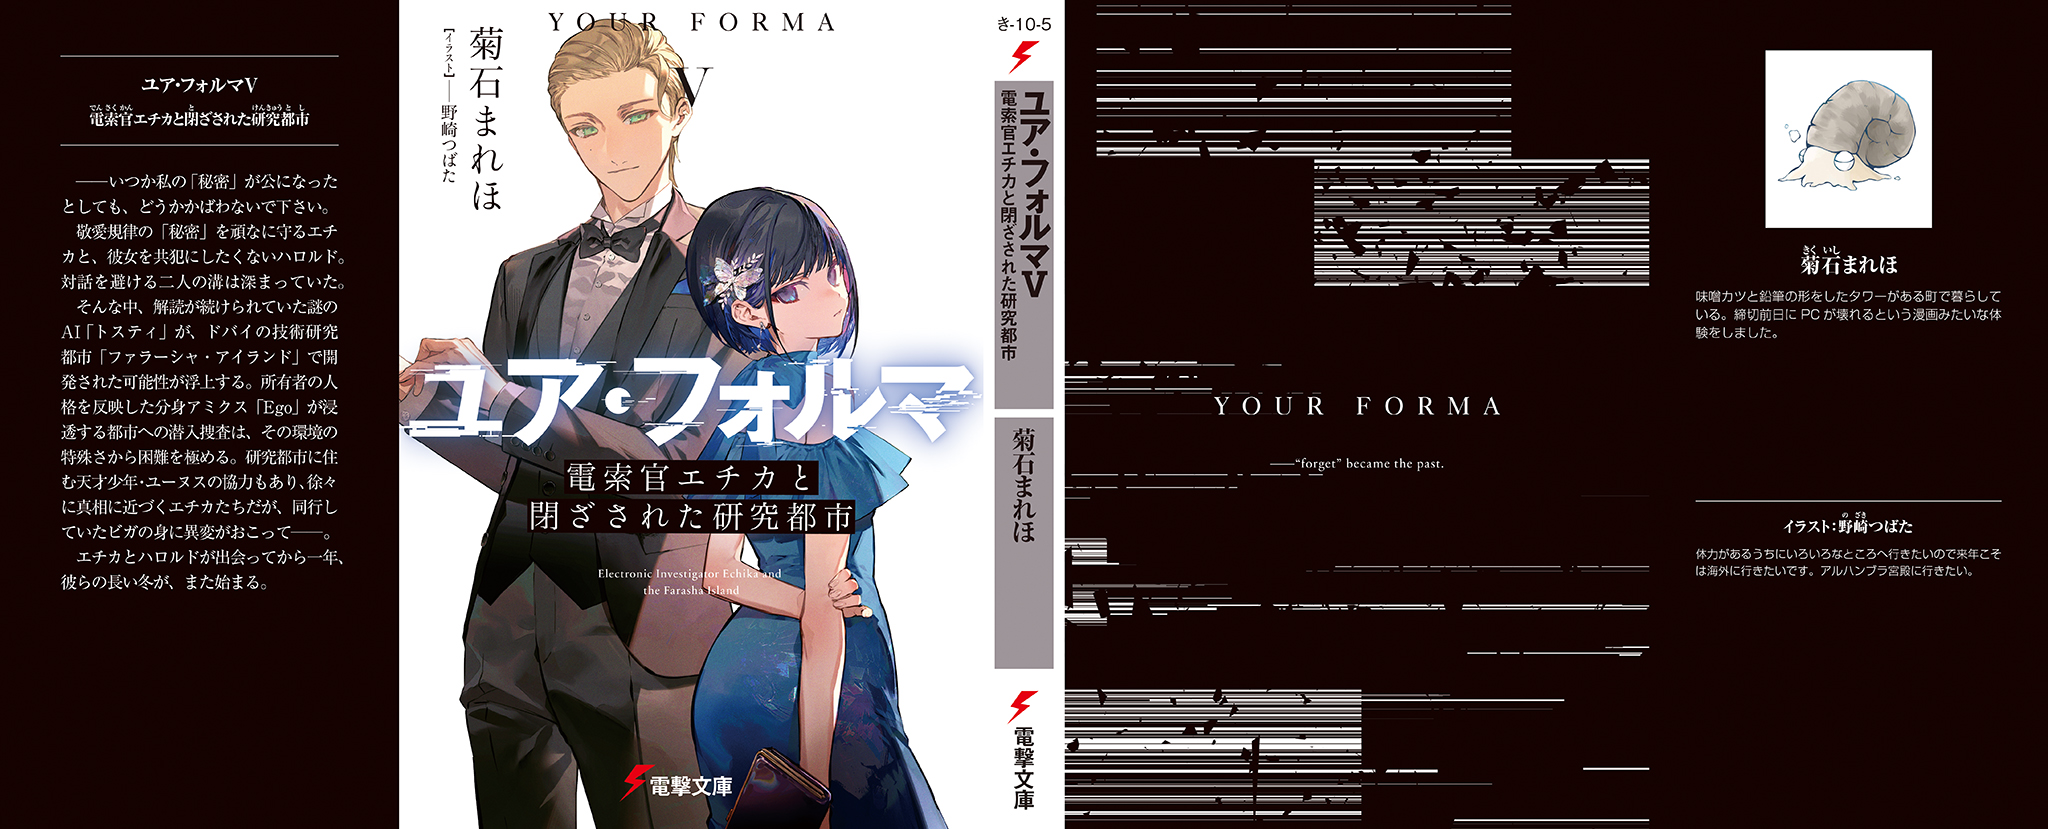 ユア・フォルマV
電索官エチカと閉ざされた研究都市
でんさくかん
と
けんきゅうとし
――いつか私の「秘密」が公になった
としても、どうかかばわないで下さい。
敬愛規律の「秘密」を頑なに守るエチ
カと、彼女を共犯にしたくないハロルド。
対話を避ける二人の溝は深まっていた。
そんな中、解読が続けられていた謎の
AI「トスティ」が、ドバイの技術研究
都市「ファラーシャ・アイランド」で開
発された可能性が浮上する。所有者の人
格を反映した分身アミクス「Ego」が浸
透する都市への潜入捜査は、その環境の
特殊さから困難を極める。研究都市に住
む天才少年・ユーヌスの協力もあり、徐々
に真相に近づくエチカたちだが、同行し
ていたビガの身に異変がおこって――。
エチカとハロルドが出会ってから一年、
彼らの長い冬が、また始まる。
YOUR FORMA
V
菊石まれほ
[イラスト]――野崎つばた
ユア・フォルマ
電索官エチカと
閉ざされた研究都市
Electronic Investigator Echika and
the Farasha Island
電撃文庫
き-10-5
ユア・フォルマV
電索官エチカと閉ざされた研究都市
菊石まれほ
電撃文庫
YOUR FORMA
――“forget” became the past.
きくいし
菊石まれほ
味噌カツと鉛筆の形をしたタワーがある町で暮らして
いる。締切前日にPCが壊れるという漫画みたいな体
験をしました。
のざき
イラスト:野崎つばた
体力があるうちにいろいろなところへ行きたいので来年こそ
は海外に行きたいです。アルハンブラ宮殿に行きたい。